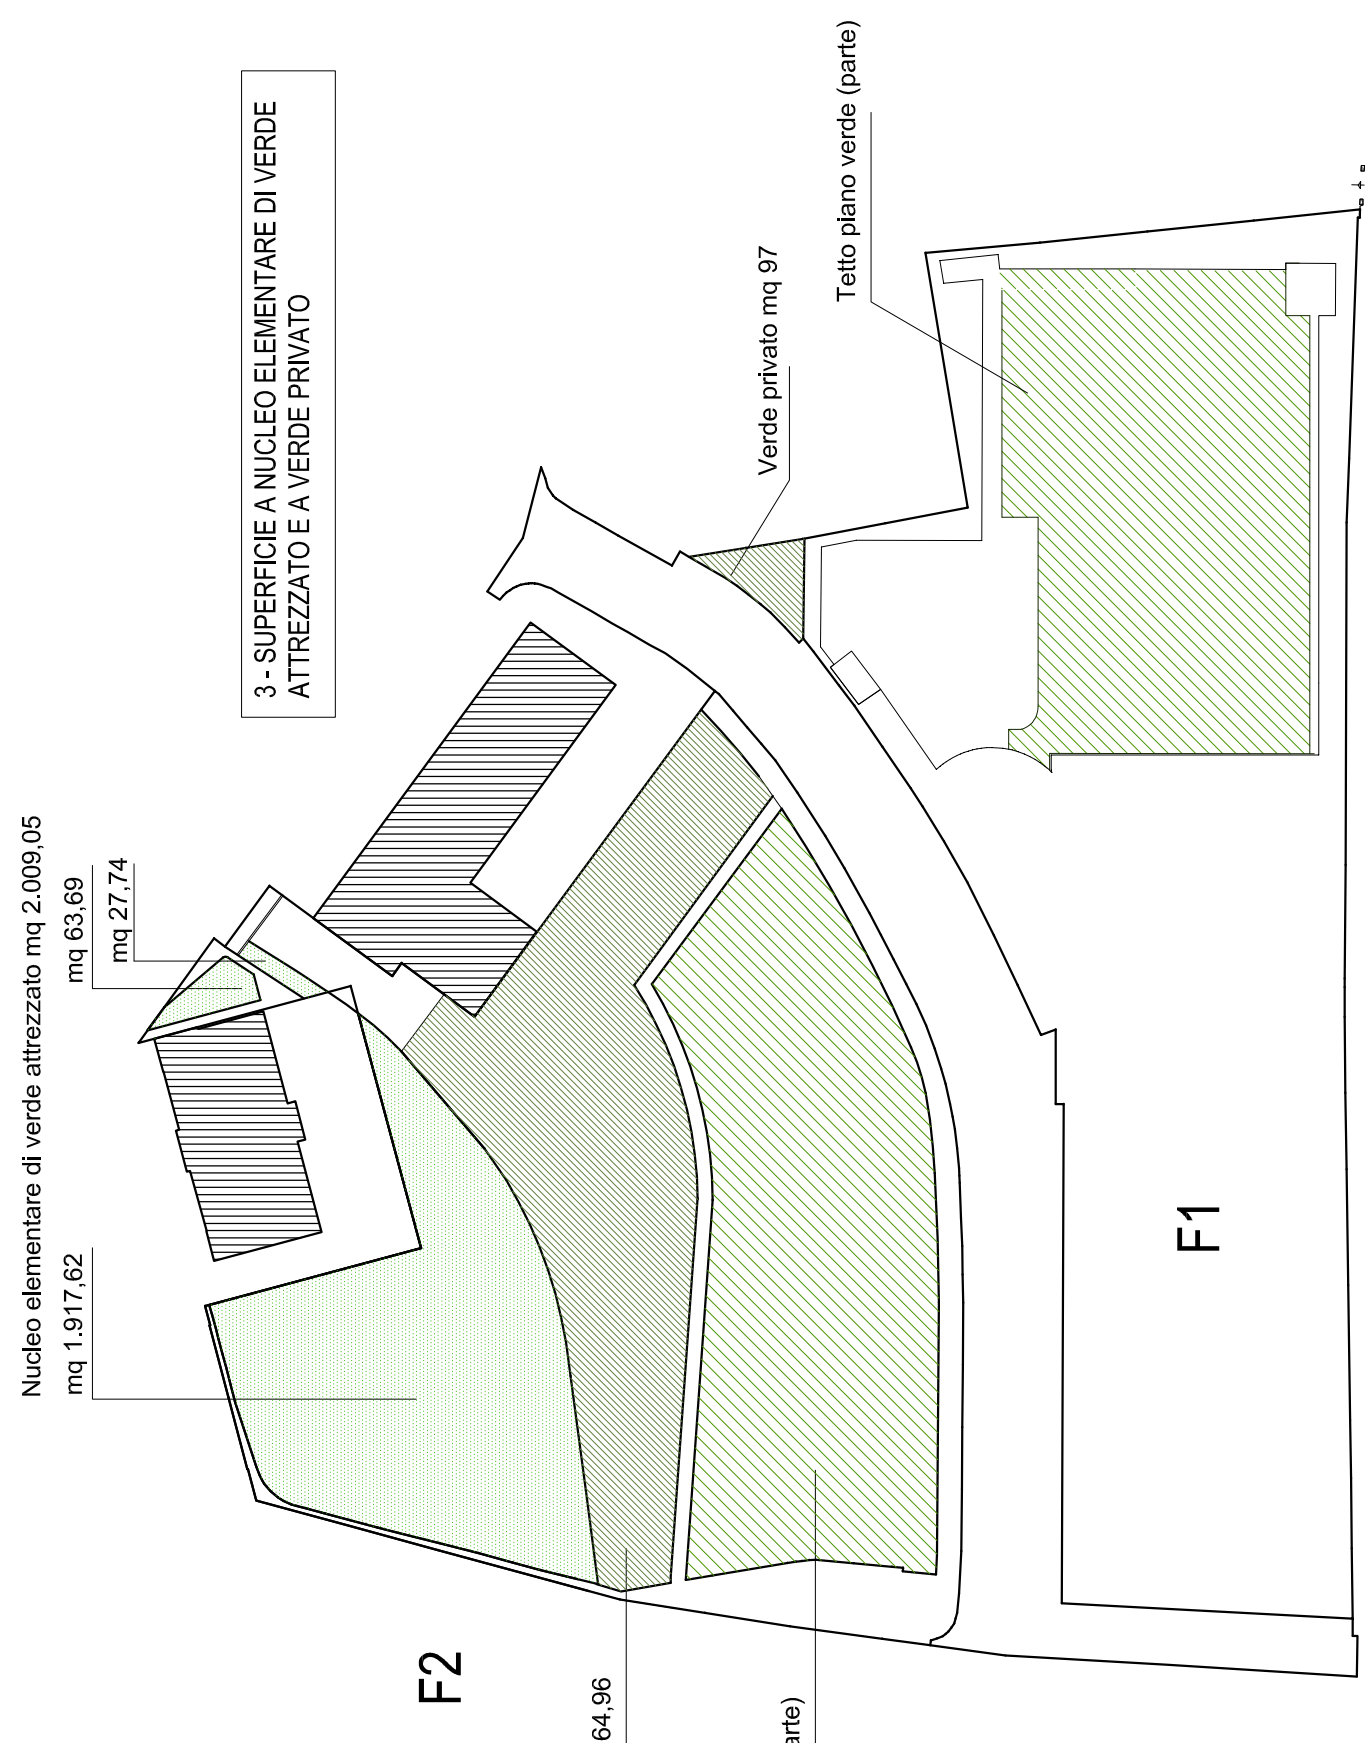 Nucleo elementare di verde attrezzato mq 2.009,05
mq 1.917,62
mq 63,69
mq 27,74
3 - SUPERFICIE A NUCLEO ELEMENTARE DI VERDE
ATTREZZATO E A VERDE PRIVATO
F2
64,96
arte)
Verde privato mq 97
Tetto piano verde (parte)
F1